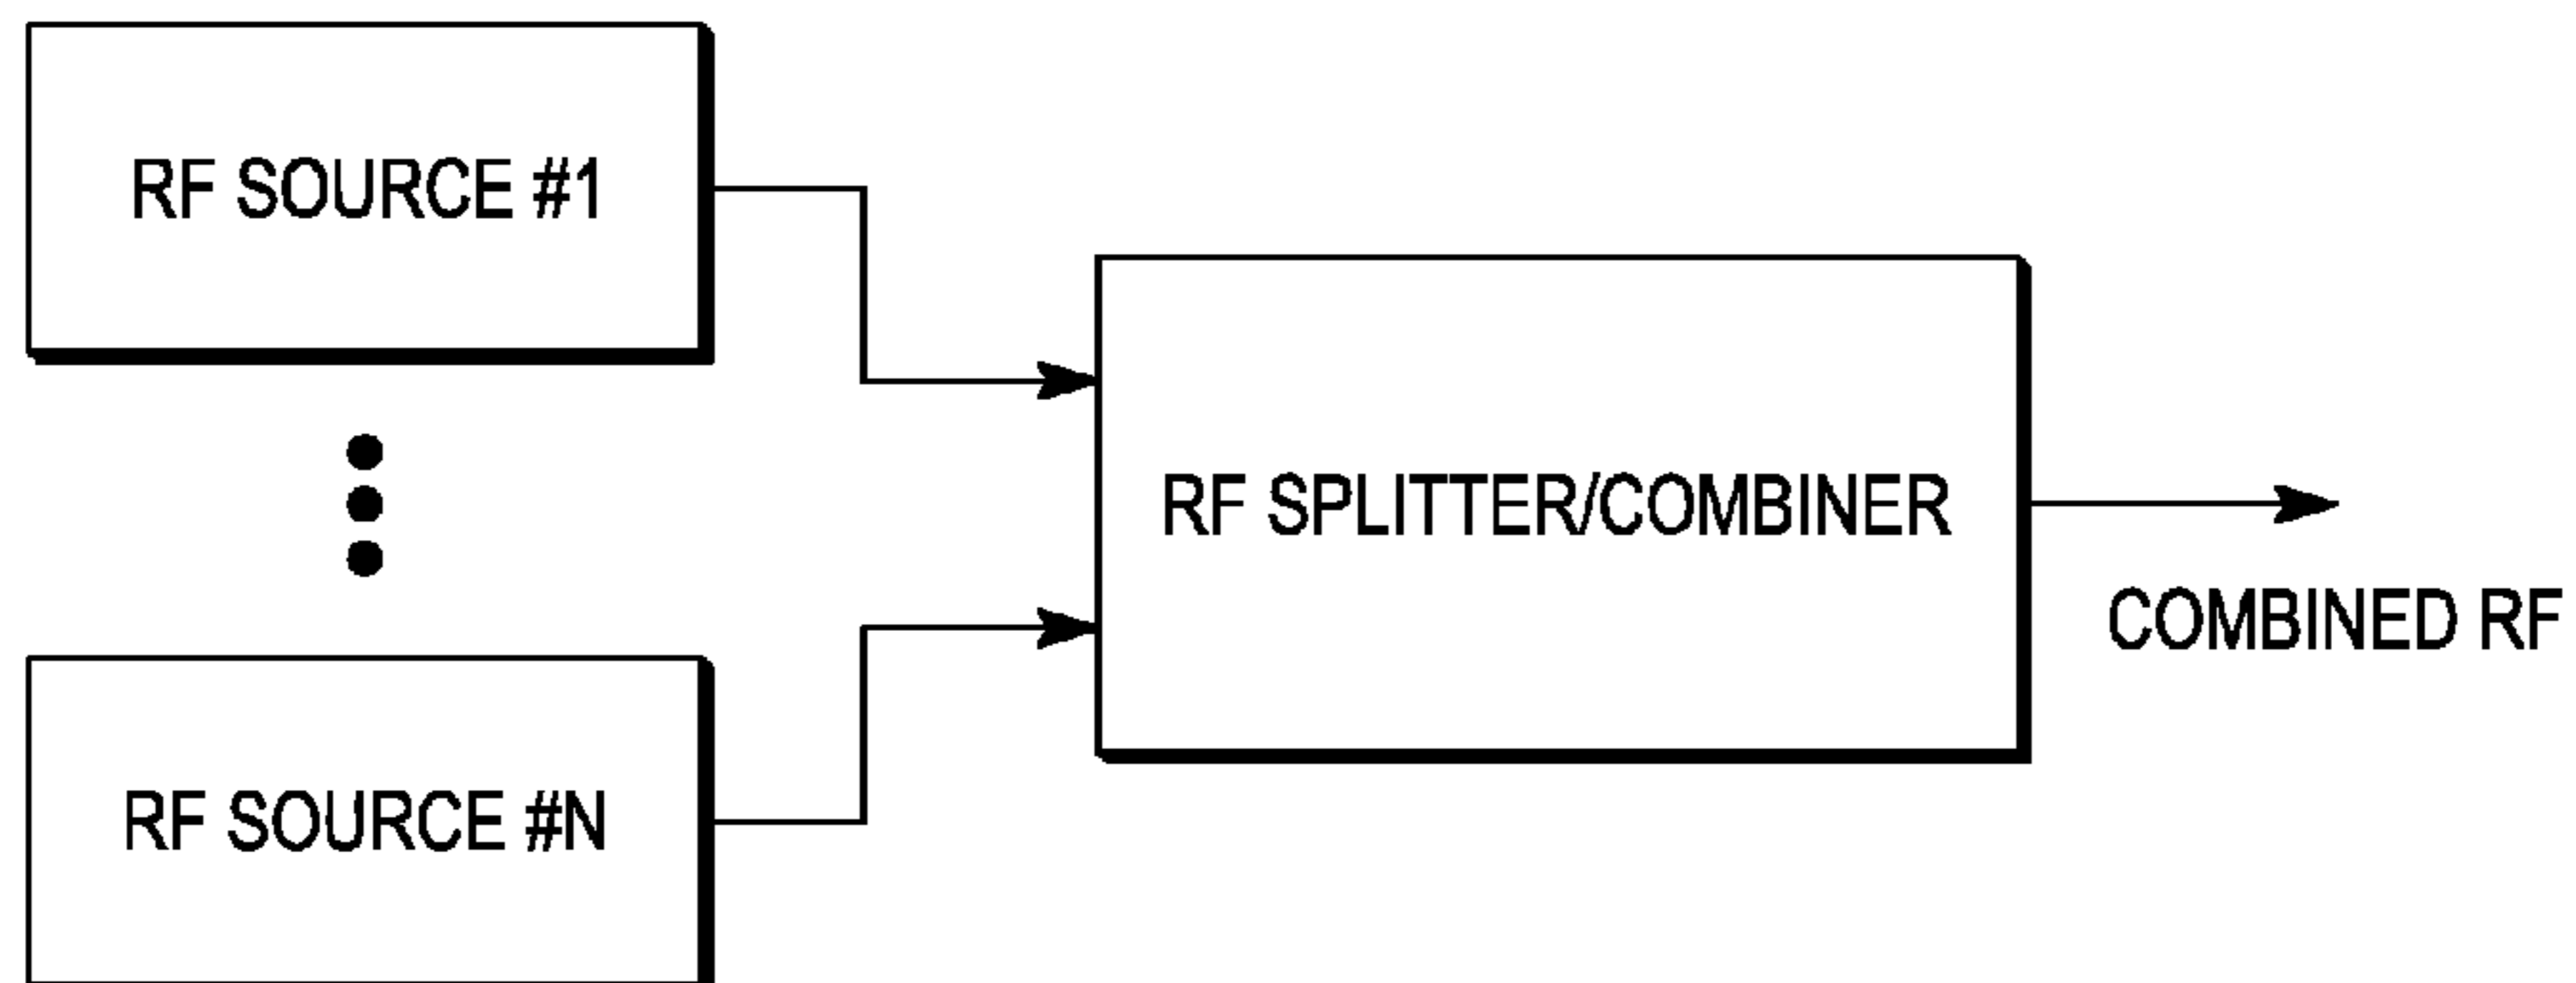 RF SOURCE #1
RF SPLITTER/COMBINER
COMBINED RF
RF SOURCE #N